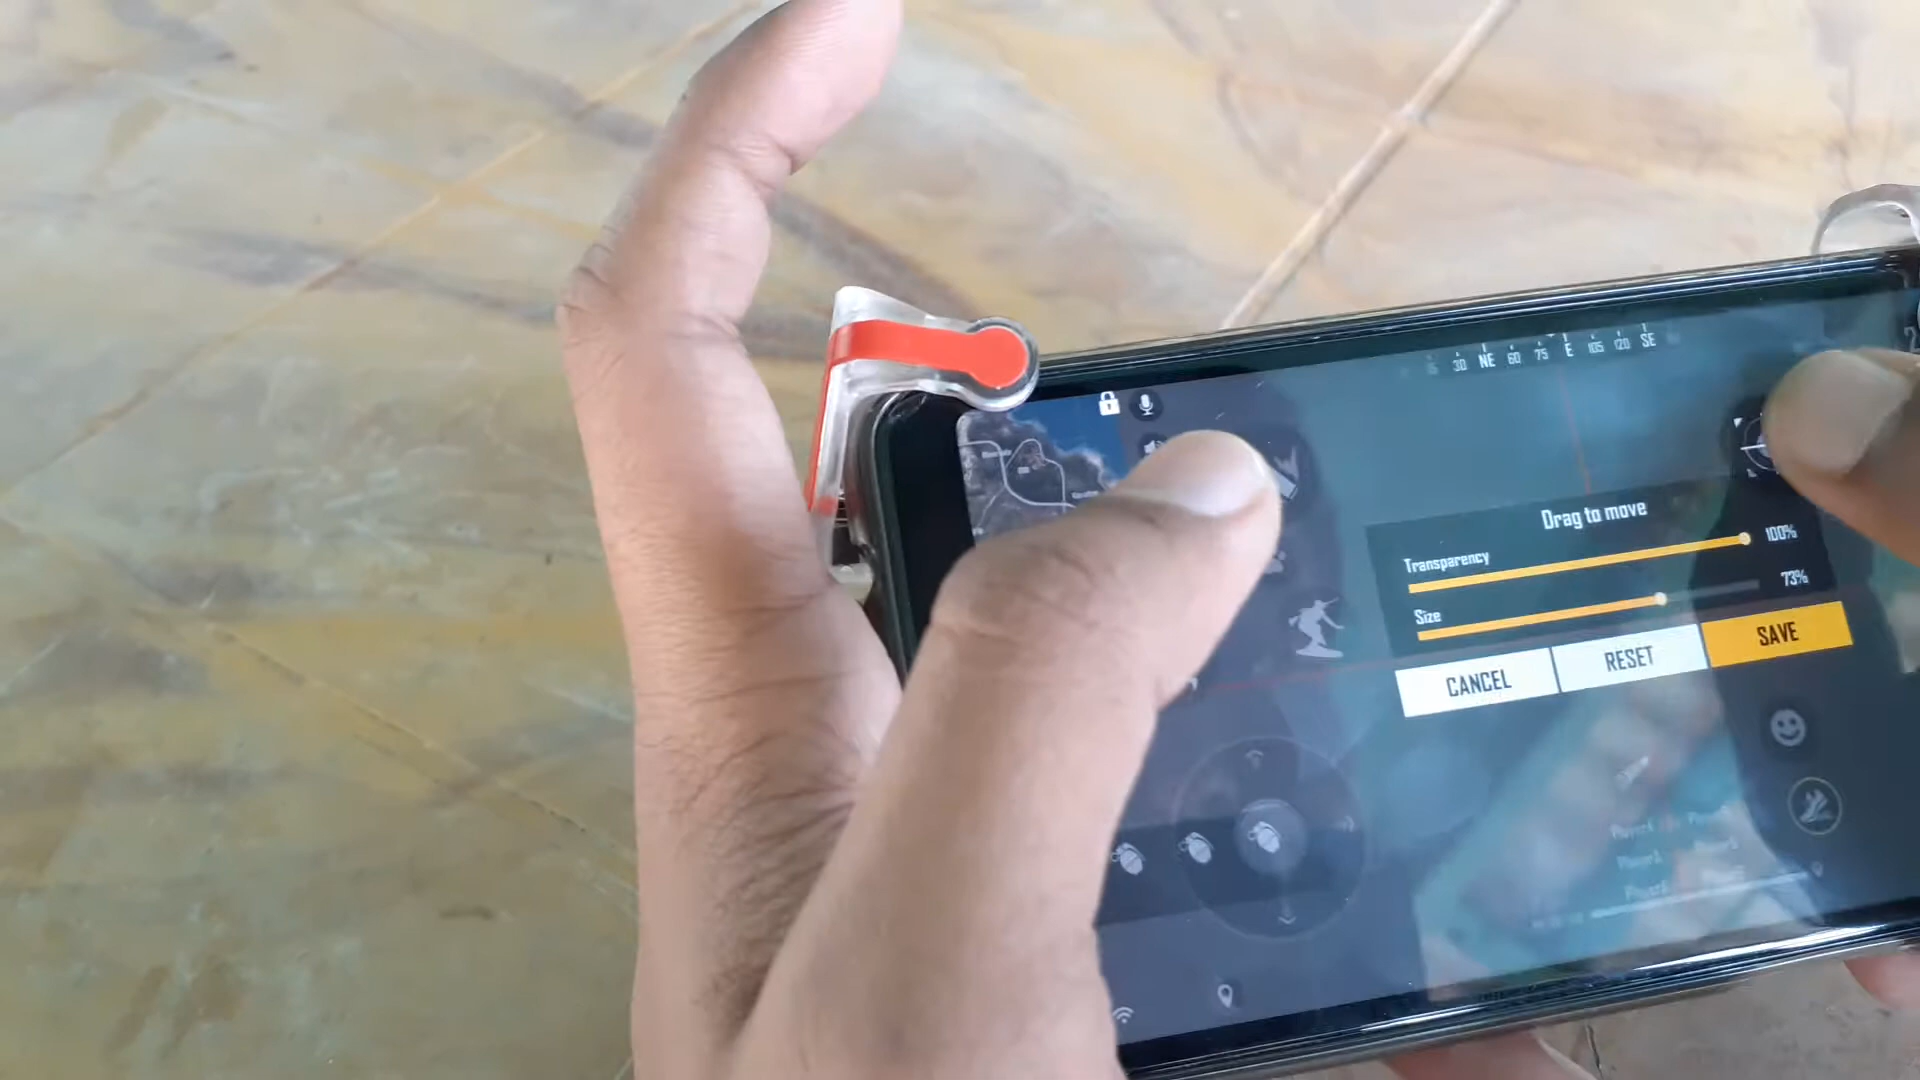 30 NE 60 75 E 105 120 SE
Drag to move
Transparency 100%
Size 73%
CANCEL RESET SAVE